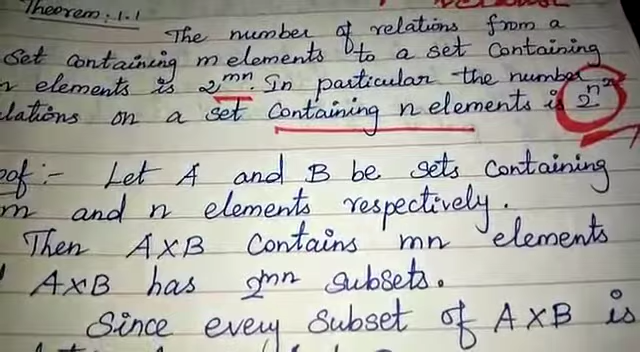 Theorem: 1.1
The number of relations from a
set containing m elements to a set containing
n elements is 2^mn. In particular the number
lations on a set containing n elements is 2^n²
oof :- Let A and B be sets containing
m and n elements respectively.
Then A×B contains mn elements
A×B has 2^mn subsets.
Since every subset of A×B is